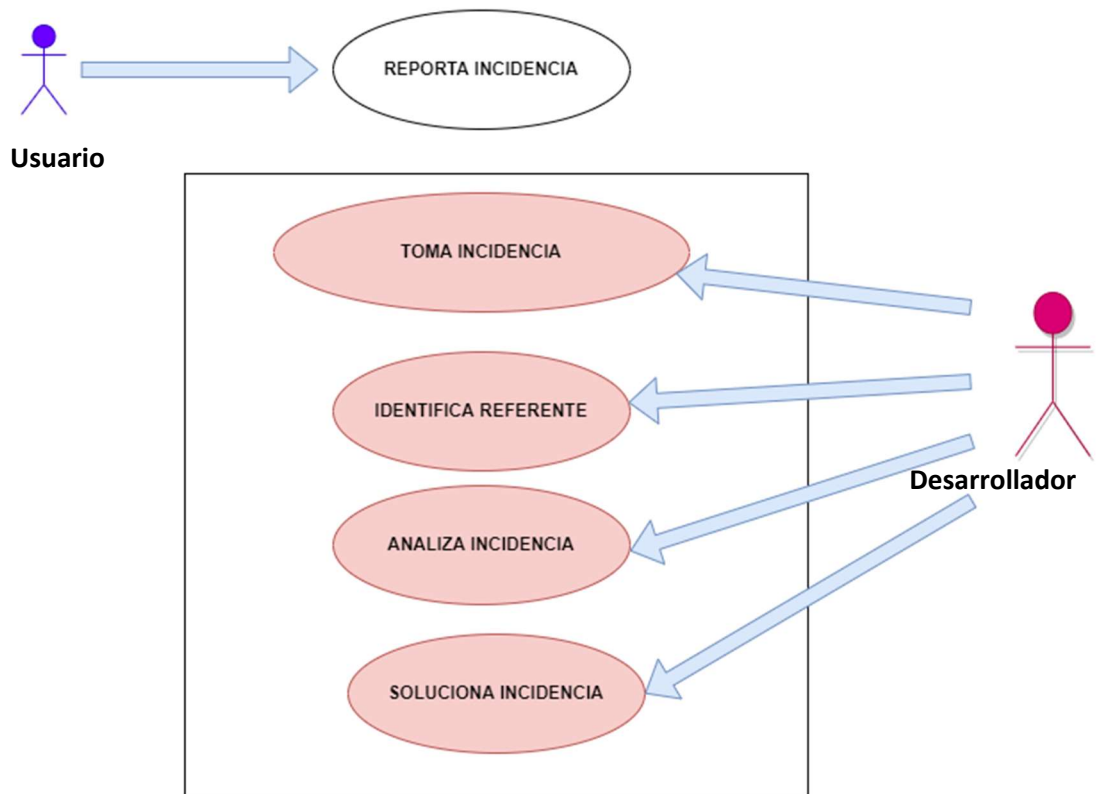 REPORTA INCIDENCIA
Usuario
TOMA INCIDENCIA
IDENTIFICA REFERENTE
Desarrollador
ANALIZA INCIDENCIA
SOLUCIONA INCIDENCIA